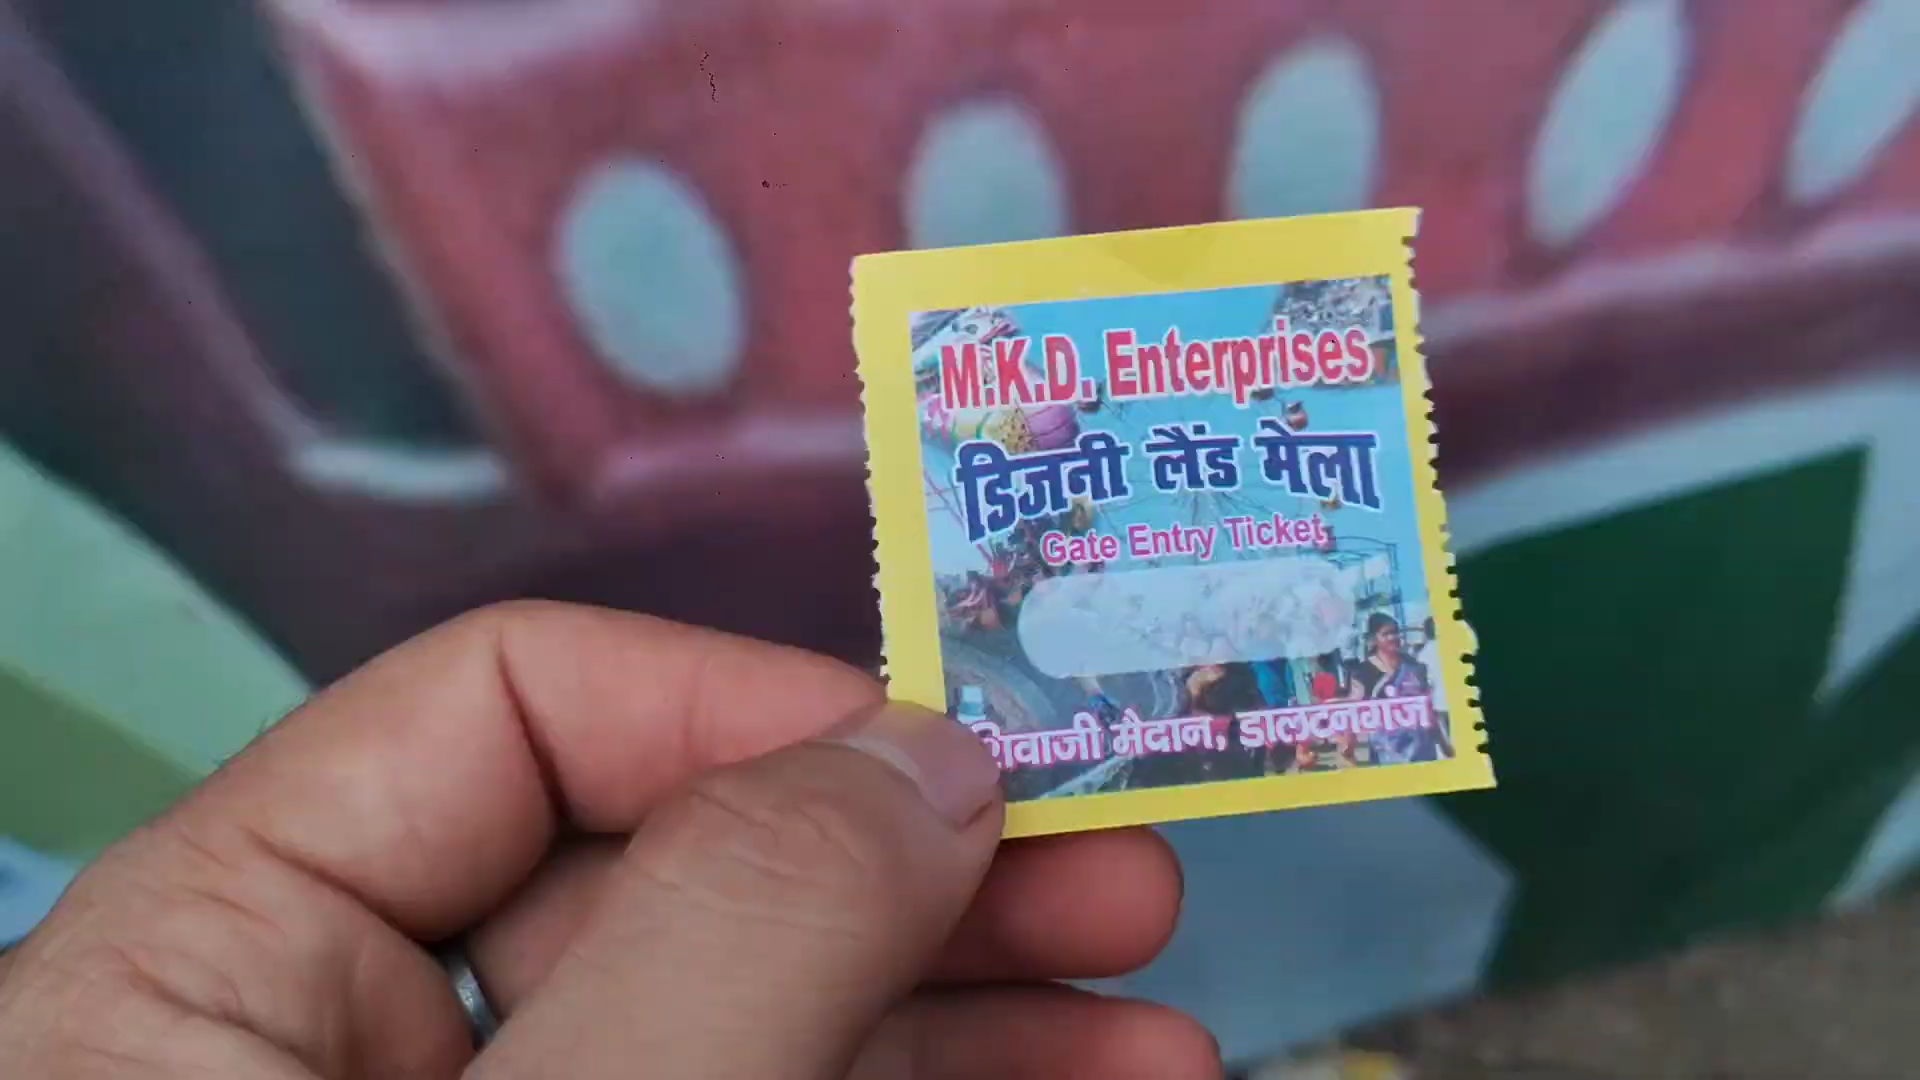 M.K.D. Enterprises
डिजनी लैंड मेला
Gate Entry Ticket
शिवाजी मैदान, डालटनगंज